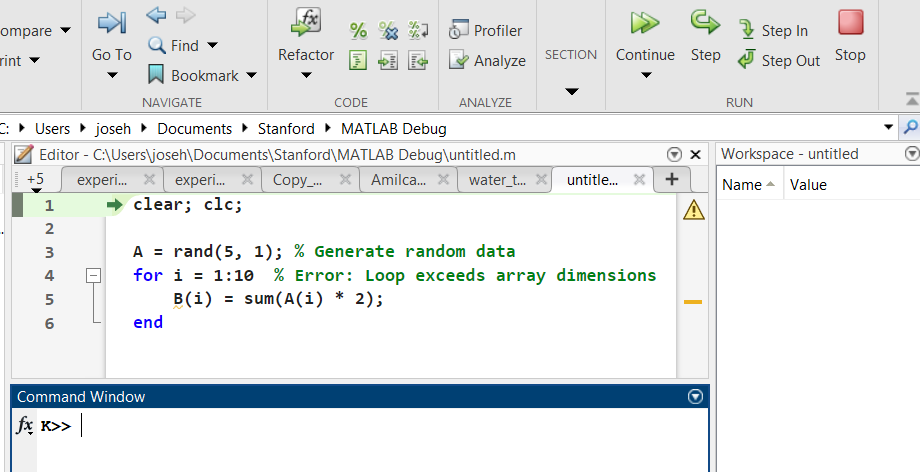 ompare
rint
Go To
Find
Bookmark
NAVIGATE
fx
Refactor
%
CODE
Profiler
Analyze
ANALYZE
SECTION
Continue
Step
Step In
Step Out
Stop
RUN
C: Users joseh Documents Stanford MATLAB Debug
Editor - C:\Users\joseh\Documents\Stanford\MATLAB Debug\untitled.m
+5 experi... experi... Copy_... Amilca... water_t... untitle... +
1 clear; clc;
2
3 A = rand(5, 1); % Generate random data
4 for i = 1:10 % Error: Loop exceeds array dimensions
5 B(i) = sum(A(i) * 2);
6 end
Workspace - untitled
Name Value
Command Window
fx K>>